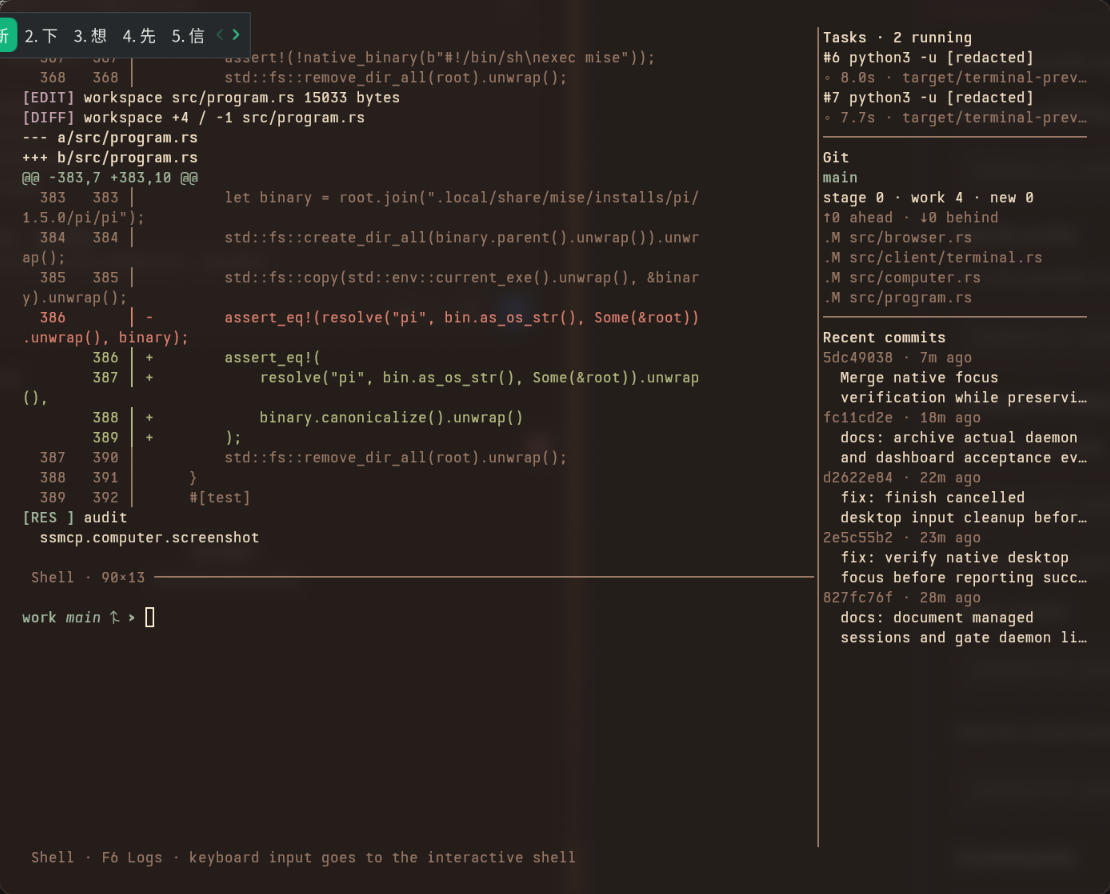 新 2.下 3.想 4.先 5.信 < >
367 367 │ assert!(!native_binary(b"#!/bin/sh\nexec mise"));
368 368 │ std::fs::remove_dir_all(root).unwrap();
[EDIT] workspace src/program.rs 15033 bytes
[DIFF] workspace +4 / -1 src/program.rs
--- a/src/program.rs
+++ b/src/program.rs
@@ -383,7 +383,10 @@
383 383 │ let binary = root.join(".local/share/mise/installs/pi/
1.5.0/pi/pi");
384 384 │ std::fs::create_dir_all(binary.parent().unwrap()).unwr
ap();
385 385 │ std::fs::copy(std::env::current_exe().unwrap(), &binar
y).unwrap();
386 │ - assert_eq!(resolve("pi", bin.as_os_str(), Some(&root))
.unwrap(), binary);
386 │ + assert_eq!(
387 │ + resolve("pi", bin.as_os_str(), Some(&root)).unwrap
(),
388 │ + binary.canonicalize().unwrap()
389 │ + );
387 390 │ std::fs::remove_dir_all(root).unwrap();
388 391 │ }
389 392 │ #[test]
[RES ] audit
ssmcp.computer.screenshot
Shell · 90×13
work main ›
Shell · F6 Logs · keyboard input goes to the interactive shell
Tasks · 2 running
#6 python3 -u [redacted]
◦ 8.0s · target/terminal-prev…
#7 python3 -u [redacted]
◦ 7.7s · target/terminal-prev…
Git
main
stage 0 · work 4 · new 0
↑0 ahead · ↓0 behind
.M src/browser.rs
.M src/client/terminal.rs
.M src/computer.rs
.M src/program.rs
Recent commits
5dc49038 · 7m ago
Merge native focus
verification while preservi…
fc11cd2e · 18m ago
docs: archive actual daemon
and dashboard acceptance ev…
d2622e84 · 22m ago
fix: finish cancelled
desktop input cleanup befor…
2e5c55b2 · 23m ago
fix: verify native desktop
focus before reporting succ…
827fc76f · 28m ago
docs: document managed
sessions and gate daemon li…